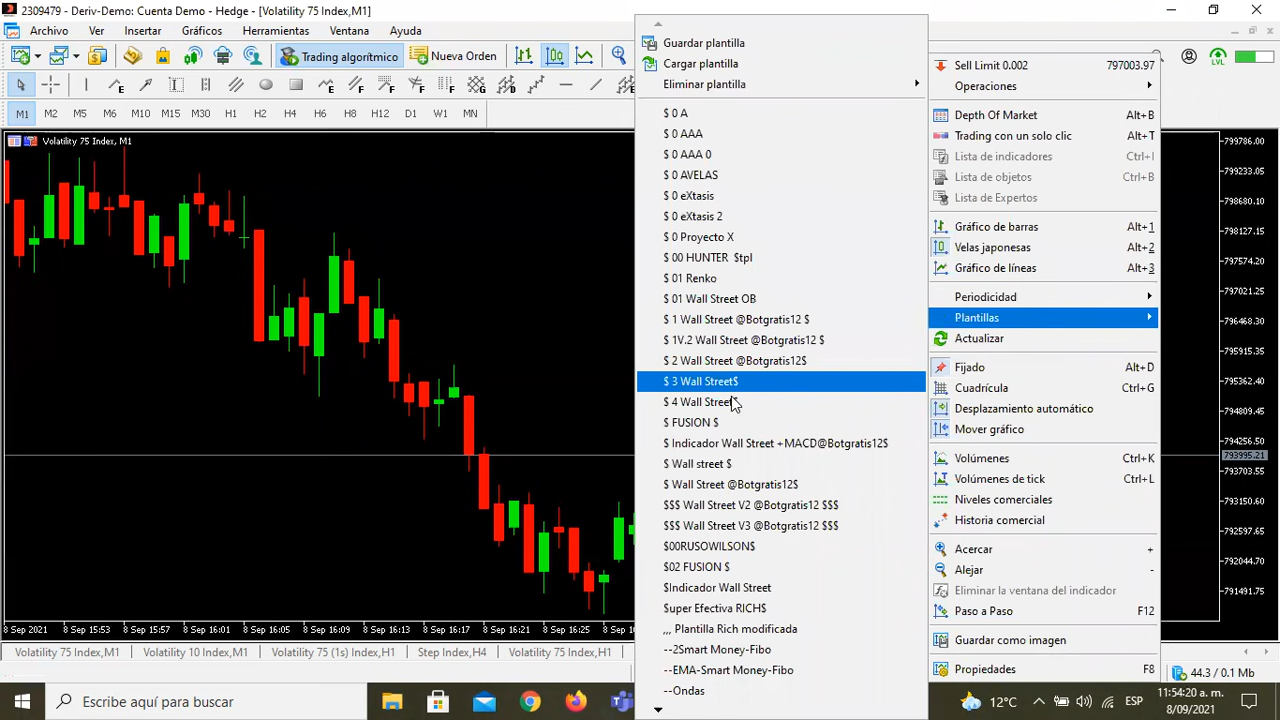 2309479 - Deriv-Demo: Cuenta Demo - Hedge - [Volatility 75 Index,M1]
Archivo Ver Insertar Gráficos Herramientas Ventana Ayuda
Trading algorítmico Nueva Orden
LVL
M1 M2 M3 M4 M5 M6 M10 M15 M30 H1 H2 H4 H6 H8 H12 D1 W1 MN
Volatility 75 Index, M1
Guardar plantilla
Cargar plantilla
Eliminar plantilla
$ 0 A
$ 0 AAA
$ 0 AAA 0
$ 0 AVELAS
$ 0 eXtasis
$ 0 eXtasis 2
$ 0 Proyecto X
$ 00 HUNTER $tpl
$ 01 Renko
$ 01 Wall Street OB
$ 1 Wall Street @Botgratis12 $
$ 1V.2 Wall Street @Botgratis12 $
$ 2 Wall Street @Botgratis12$
$ 3 Wall Street$
$ 4 Wall Street$
$ FUSION $
$ Indicador Wall Street +MACD@Botgratis12$
$ Wall street $
$ Wall Street @Botgratis12$
$$$ Wall Street V2 @Botgratis12 $$$
$$$ Wall Street V3 @Botgratis12 $$$
$00RUSOWILSON$
$02 FUSION $
$Indicador Wall Street
$uper Efectiva RICH$
,,, Plantilla Rich modificada
--2Smart Money-Fibo
--EMA-Smart Money-Fibo
--Ondas
Sell Limit 0.002 797003.97
Operaciones
Depth Of Market Alt+B
Trading con un solo clic Alt+T
Lista de indicadores Ctrl+I
Lista de objetos Ctrl+B
Lista de Expertos
Gráfico de barras Alt+1
Velas japonesas Alt+2
Gráfico de líneas Alt+3
Periodicidad
Plantillas
Actualizar
Fijado Alt+D
Cuadrícula Ctrl+G
Desplazamiento automático
Mover gráfico
Volúmenes Ctrl+K
Volúmenes de tick Ctrl+L
Niveles comerciales
Historia comercial
Acercar +
Alejar -
Eliminar la ventana del indicador
Paso a Paso F12
Guardar como imagen
Propiedades F8
799786.00
799233.05
798680.10
798127.15
797574.20
797021.25
796468.30
795915.35
795362.40
794809.45
794256.50
793995.21
793703.55
793150.60
792597.65
792044.70
791491.75
8 Sep 2021 8 Sep 15:53 8 Sep 15:57 8 Sep 16:01 8 Sep 16:05 8 Sep 16:09 8 Sep 16:13 8 Sep 16:17 8 Sep 16:21 8 Sep 16:25
Volatility 75 Index,M1 Volatility 10 Index,M1 Volatility 75 (1s) Index,H1 Step Index,H4 Volatility 75 Index,H1
44.3 / 0.1 Mb
Escribe aquí para buscar
12°C
ESP
11:54:20 a. m.
8/09/2021